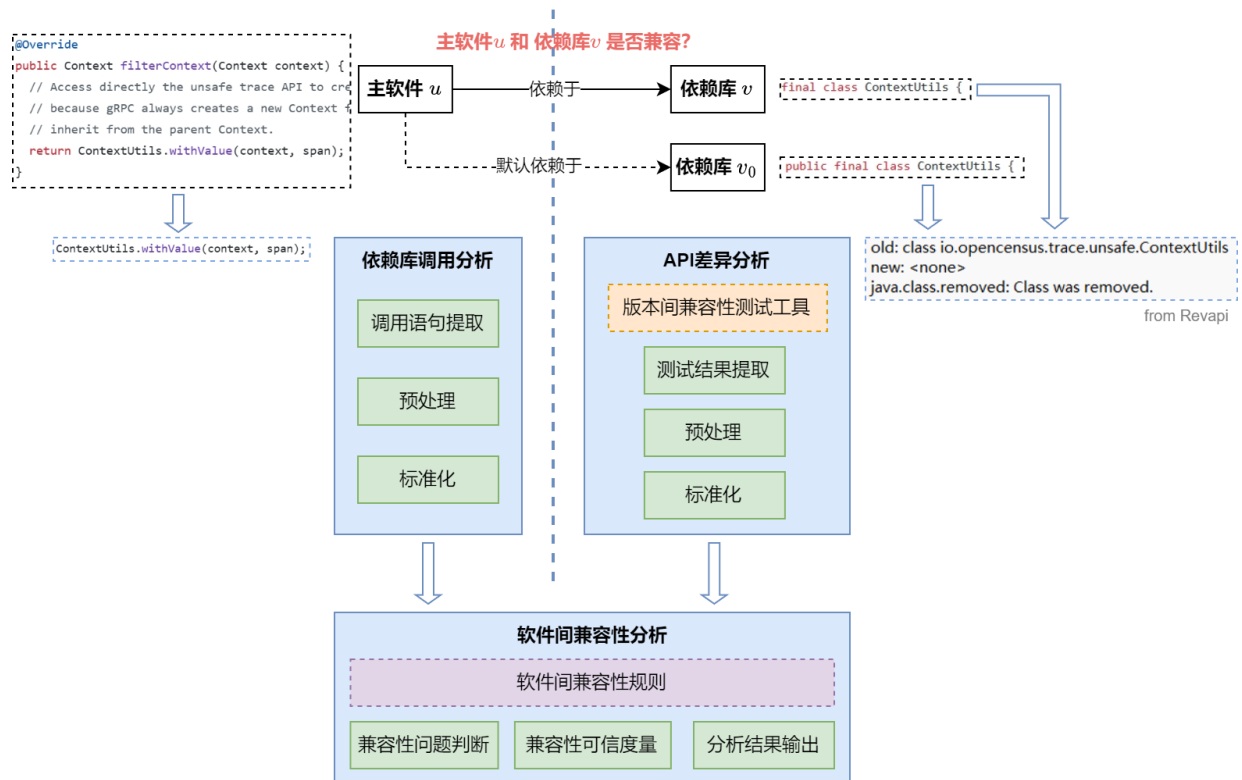 主软件u 和 依赖库v 是否兼容？
@Override
public Context filterContext(Context context) {
// Access directly the unsafe trace API to cre
// because gRPC always creates a new Context f
// inherit from the parent Context.
return ContextUtils.withValue(context, span);
}
主软件 u
依赖于
依赖库 v
final class ContextUtils {
默认依赖于
依赖库 v₀
public final class ContextUtils {
ContextUtils.withValue(context, span);
old: class io.opencensus.trace.unsafe.ContextUtils
new: <none>
java.class.removed: Class was removed.
from Revapi
依赖库调用分析
调用语句提取
预处理
标准化
API差异分析
版本间兼容性测试工具
测试结果提取
预处理
标准化
软件间兼容性分析
软件间兼容性规则
兼容性问题判断
兼容性可信度量
分析结果输出